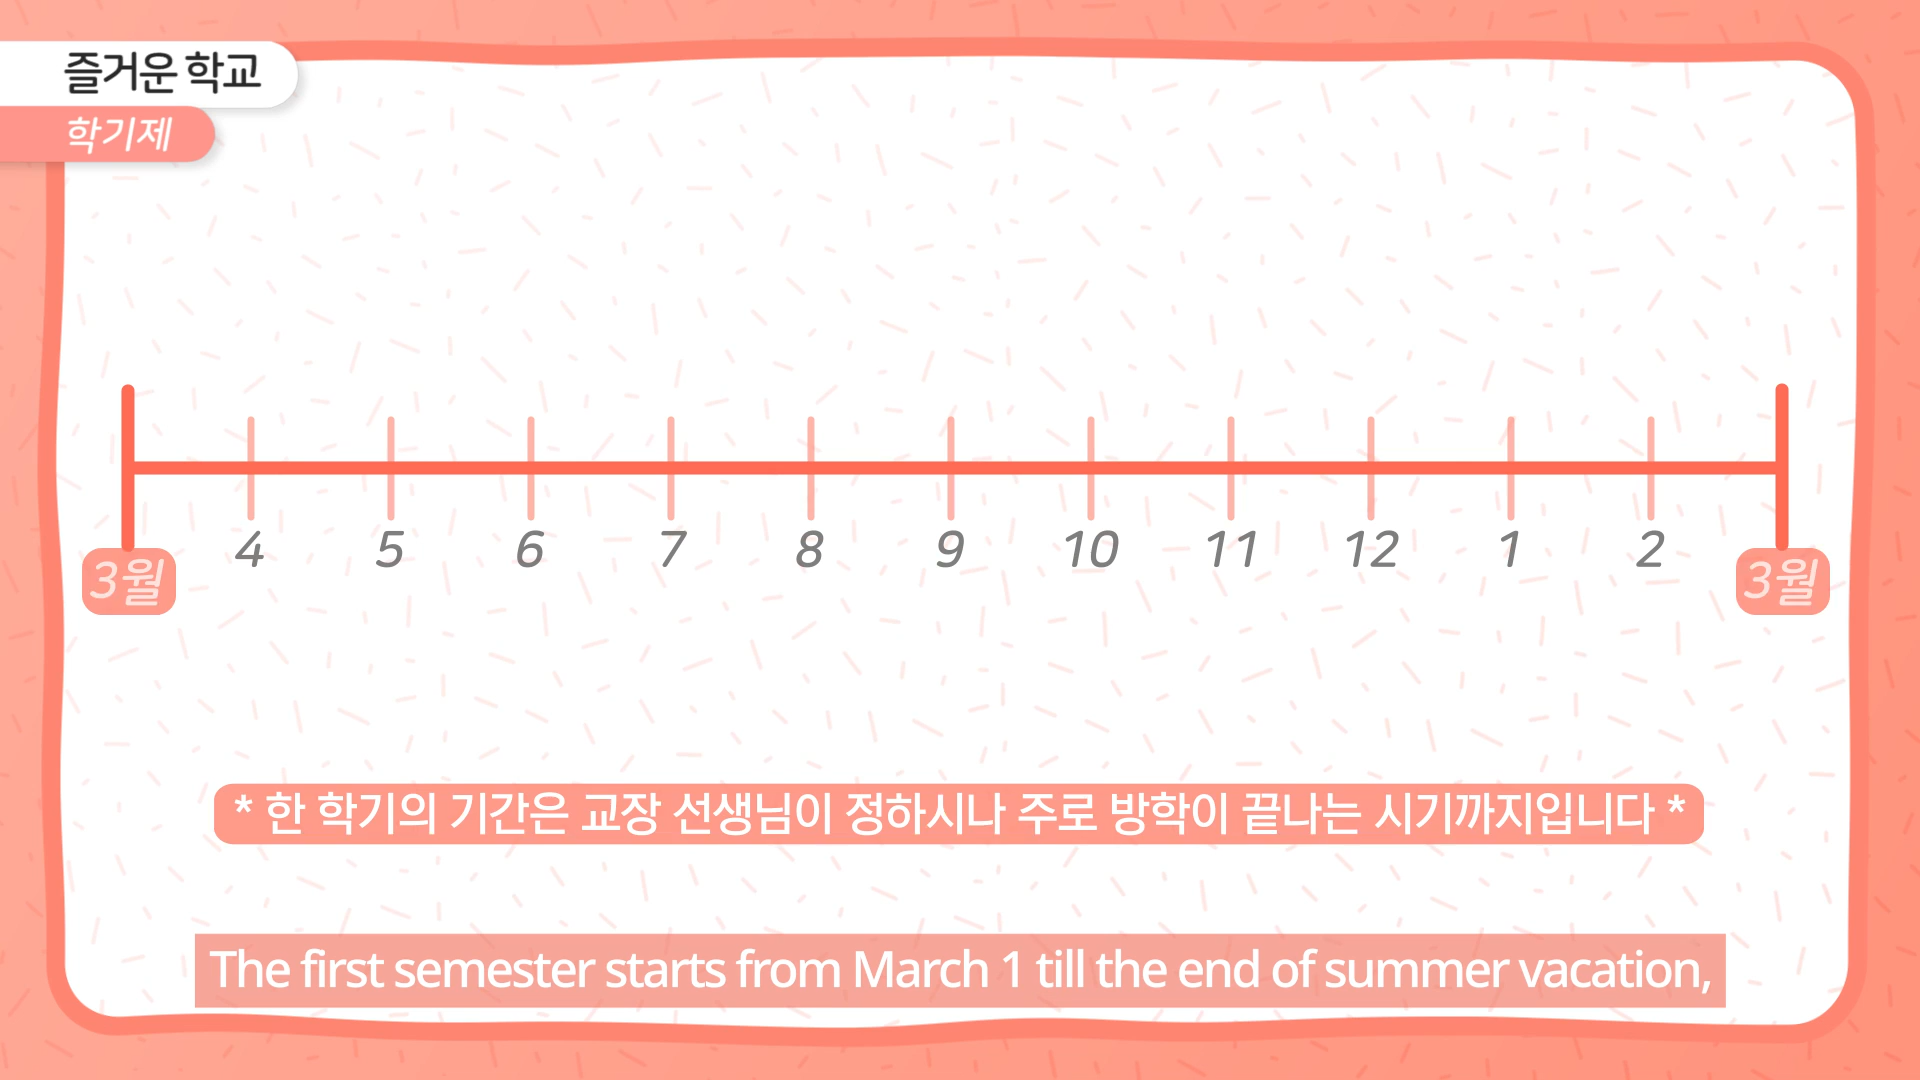 즐거운 학교
학기제
3월 4 5 6 7 8 9 10 11 12 1 2 3월
* 한 학기의 기간은 교장 선생님이 정하시나 주로 방학이 끝나는 시기까지입니다 *
The first semester starts from March 1 till the end of summer vacation,